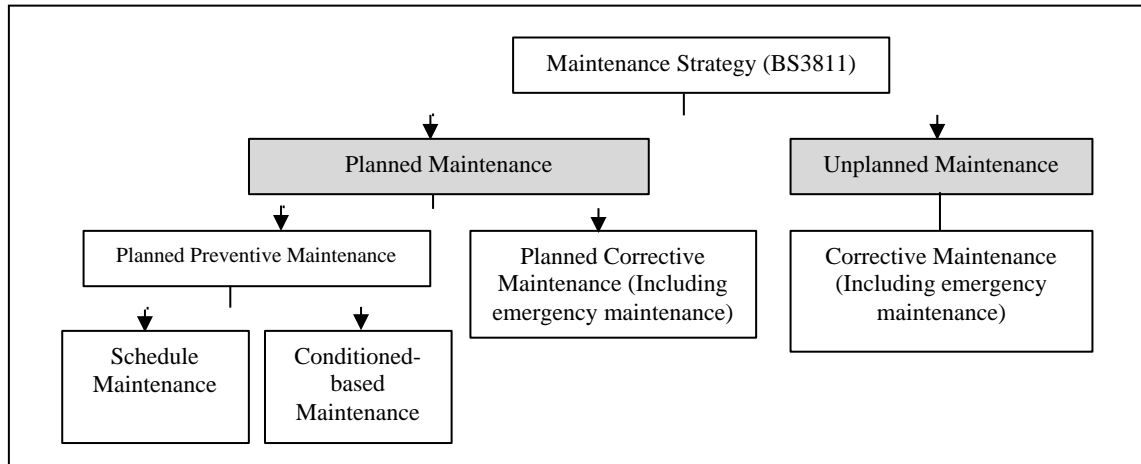 Maintenance Strategy (BS3811)
Planned Maintenance
Unplanned Maintenance
Planned Preventive Maintenance
Planned Corrective
Maintenance (Including
emergency maintenance)
Corrective Maintenance
(Including emergency
maintenance)
Schedule
Maintenance
Conditioned-
based
Maintenance